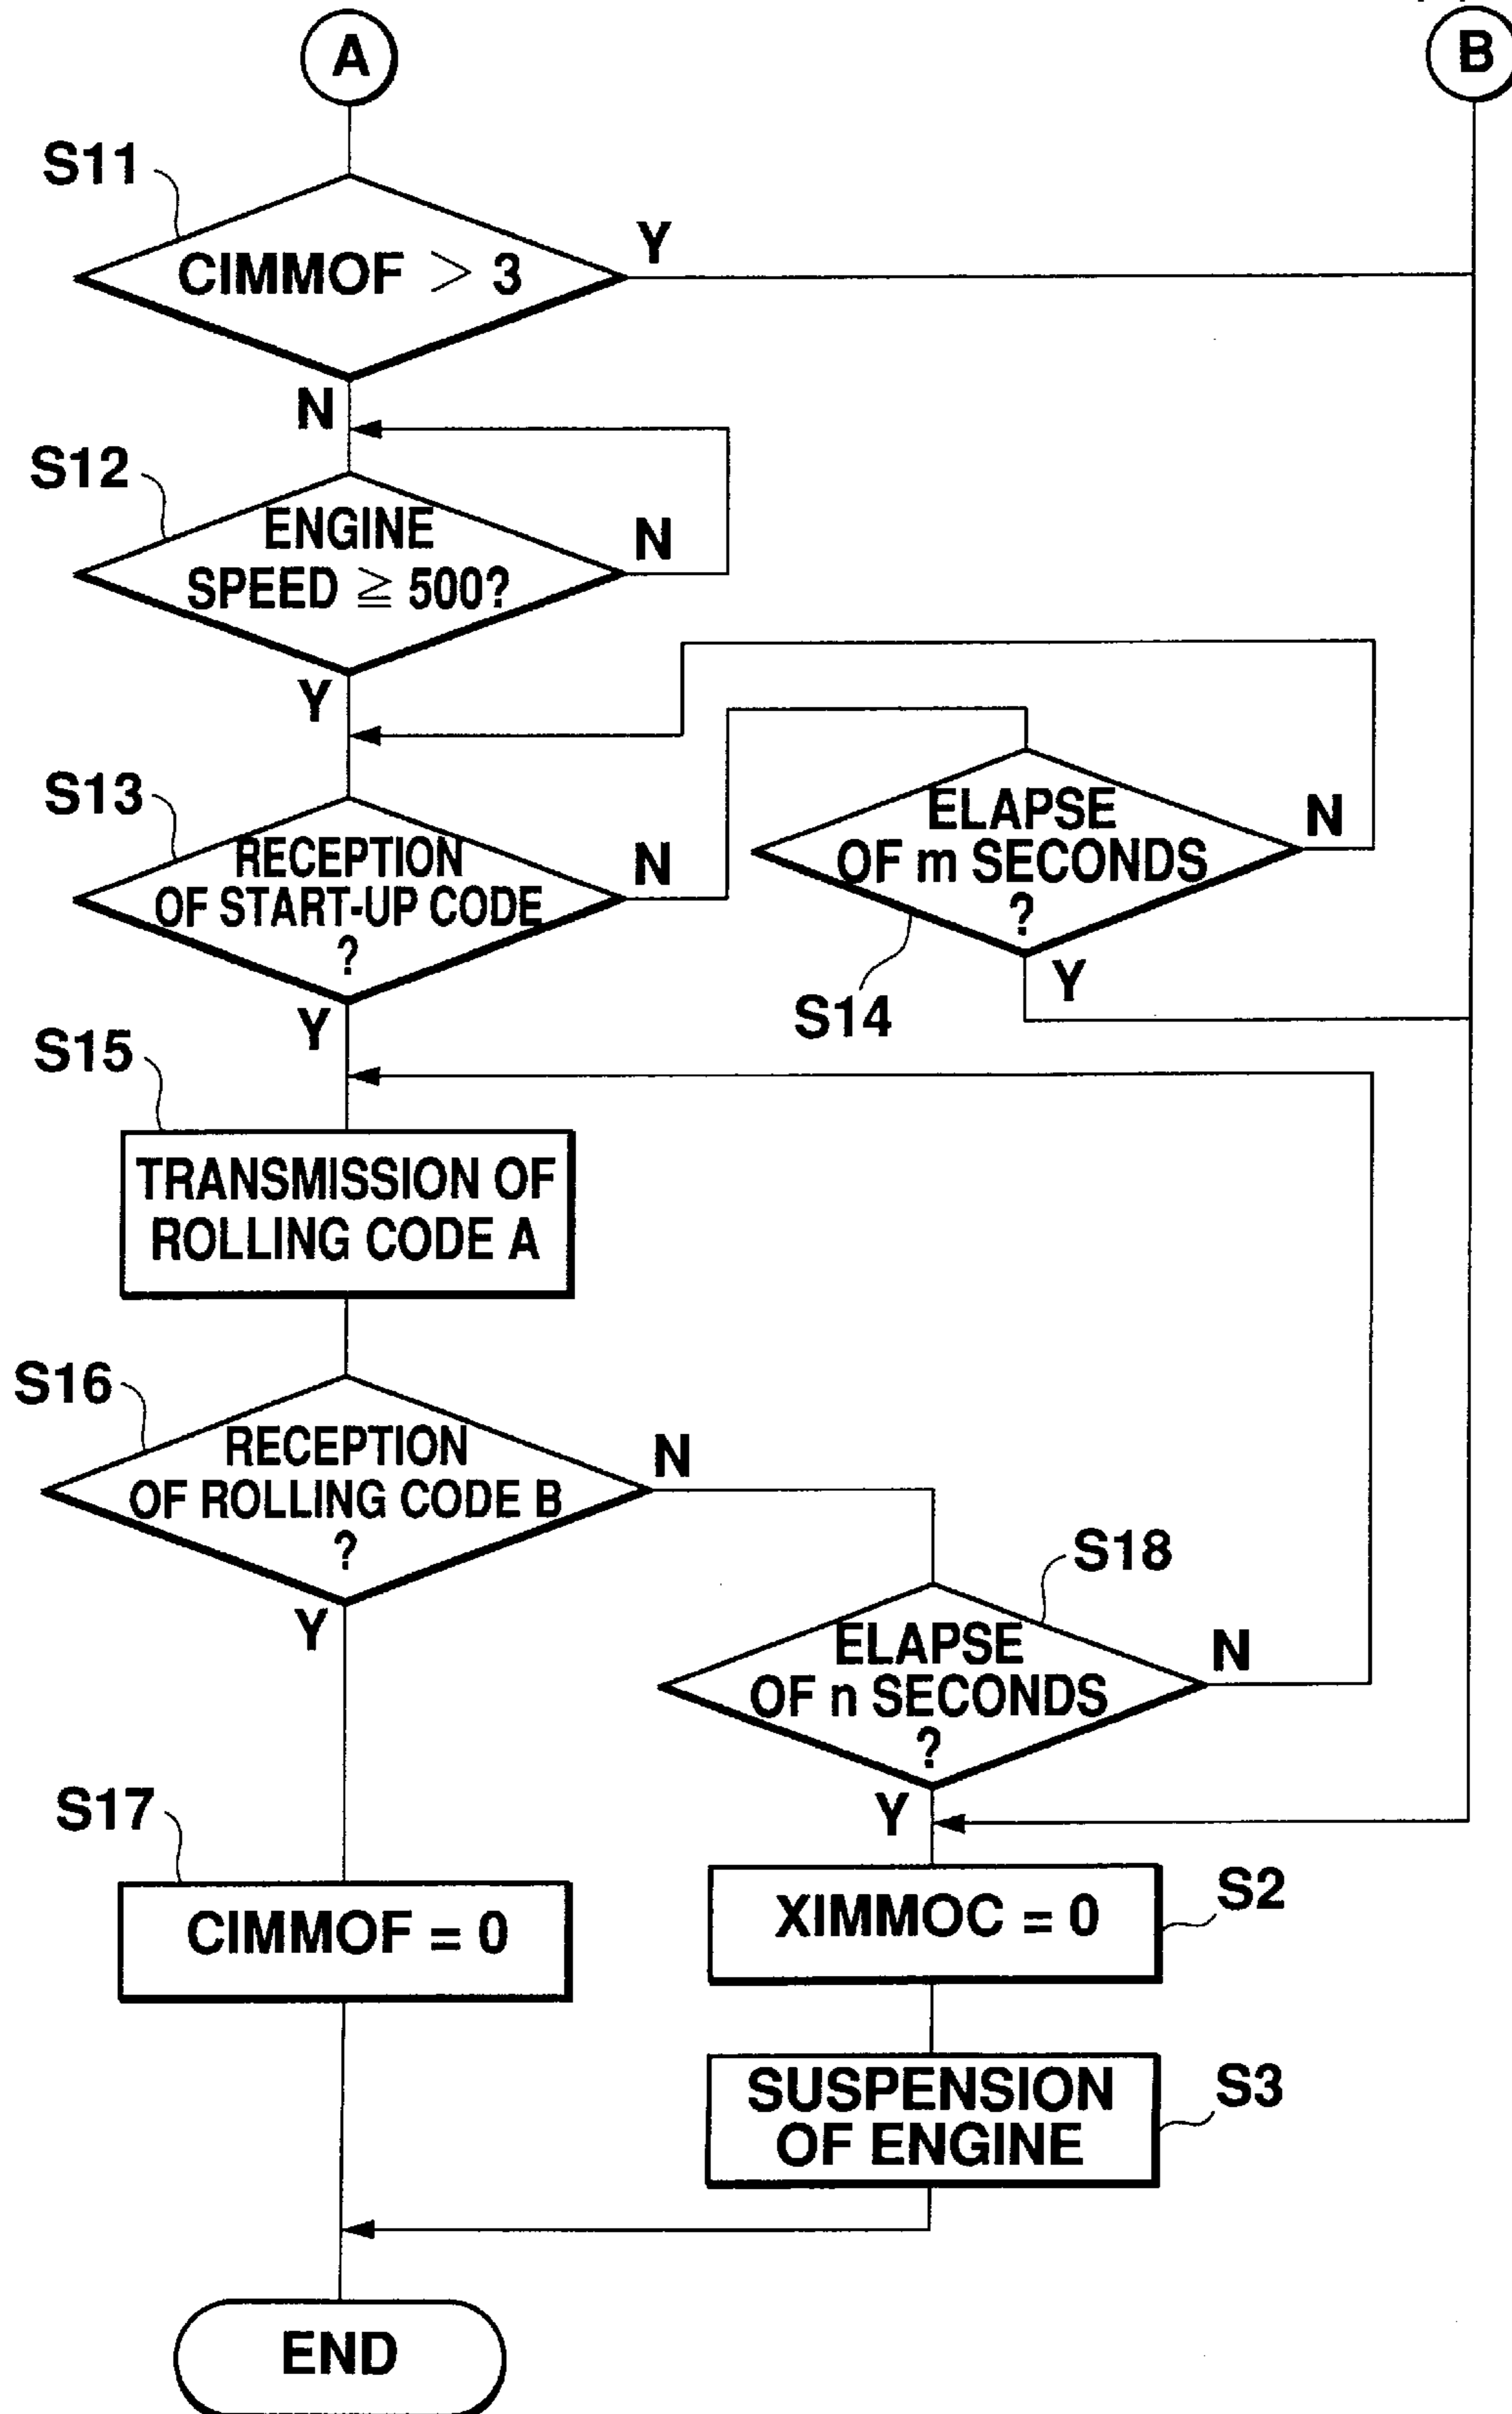 A
B
S11
CIMMOF > 3
Y
N
S12
ENGINE
SPEED ≧ 500?
N
Y
S13
RECEPTION
OF START-UP CODE
?
N
ELAPSE
OF m SECONDS
?
N
S14
Y
Y
S15
TRANSMISSION OF
ROLLING CODE A
S16
RECEPTION
OF ROLLING CODE B
?
N
S18
ELAPSE
OF n SECONDS
?
N
Y
Y
S17
CIMMOF = 0
XIMMOC = 0
S2
SUSPENSION
OF ENGINE
S3
END